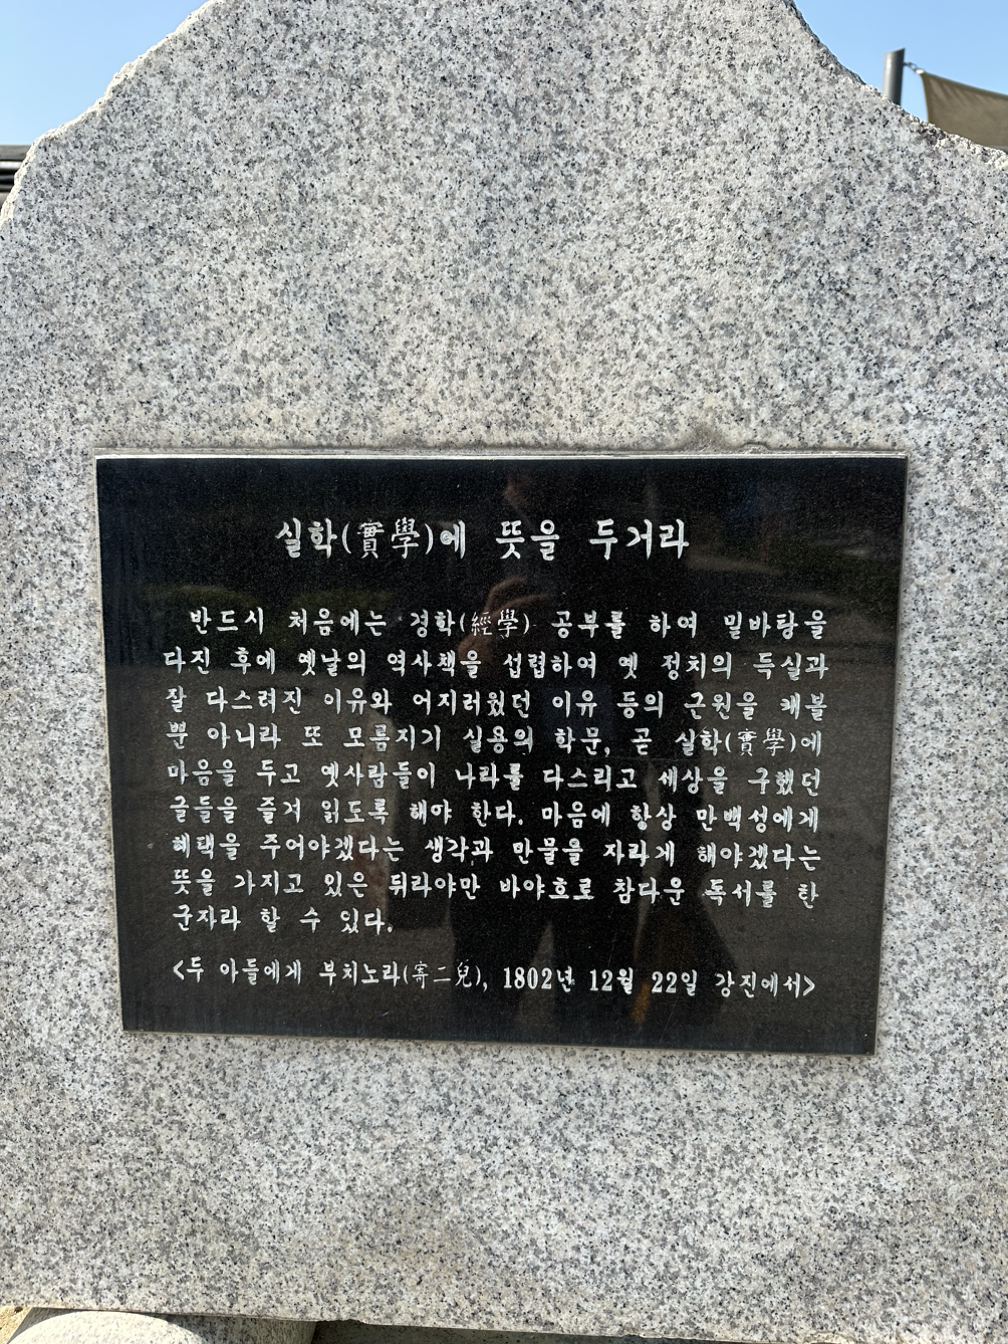 실학(實學)에 뜻을 두거라
반드시 처음에는 경학(經學) 공부를 하여 밑바탕을
다진 후에 옛날의 역사책을 섭렵하여 옛 정치의 득실과
잘 다스려진 이유와 어지러웠던 이유 등의 근원을 캐볼
뿐 아니라 또 모름지기 실용의 학문, 곧 실학(實學)에
마음을 두고 옛사람들이 나라를 다스리고 세상을 구했던
글들을 즐겨 읽도록 해야 한다. 마음에 항상 만백성에게
혜택을 주어야겠다는 생각과 만물을 자라게 해야겠다는
뜻을 가지고 있은 뒤라야만 바야흐로 참다운 독서를 한
군자라 할 수 있다.
<두 아들에게 부치노라(寄二兒), 1802년 12월 22일 강진에서>